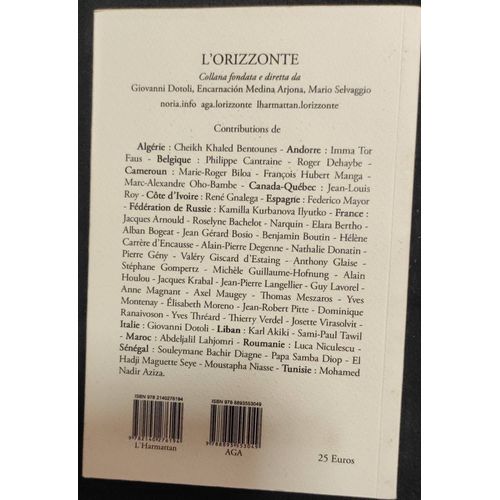 L'ORIZZONTE
Collana fondata e diretta da
Giovanni Dotoli, Encarnación Medina Arjona, Mario Selvaggio
noria.info aga.lorizzonte lharmattan.lorizzonte
Contributions de
Algérie : Cheikh Khaled Bentounes - Andorre : Imma Tor
Faus - Belgique : Philippe Cantraine - Roger Dehaybe -
Cameroun : Marie-Roger Biloa - François Hubert Manga -
Marc-Alexandre Oho-Bambe - Canada-Québec : Jean-Louis
Roy - Côte d'Ivoire : René Gnalega - Espagne : Federico Mayor
- Fédération de Russie : Kamilla Kurbanova Ilyutko - France :
Jacques Arnould - Roselyne Bachelot - Narquin - Elara Bertho -
Alban Bogeat - Jean Gérard Bosio - Benjamin Boutin - Hélène
Carrère d'Encausse - Alain-Pierre Degenne - Nathalie Donatin -
Pierre Gény - Valéry Giscard d'Estaing - Anthony Glaise -
Stéphane Gompertz - Michèle Guillaume-Hofnung - Alain
Houlou - Jacques Krabal - Jean-Pierre Langellier - Guy Lavorel -
Anne Magnant - Axel Maugey - Thomas Meszaros - Yves
Montenay - Élisabeth Moreno - Jean-Robert Pitte - Dominique
Ranaivoson - Yves Thréard - Thierry Verdel - Josette Virasolvit -
Italie : Giovanni Dotoli - Liban : Karl Akiki - Sami-Paul Tawil
- Maroc : Abdeljalil Lahjomri - Roumanie : Luca Niculescu -
Sénégal : Souleymane Bachir Diagne - Papa Samba Diop - El
Hadji Maguette Seye - Moustapha Niasse - Tunisie : Mohamed
Nadir Aziza.
ISBN 978 2140276194
9 782140 276194
L'Harmattan
ISBN 978 8893553049
9 788893 553049
AGA
25 Euros